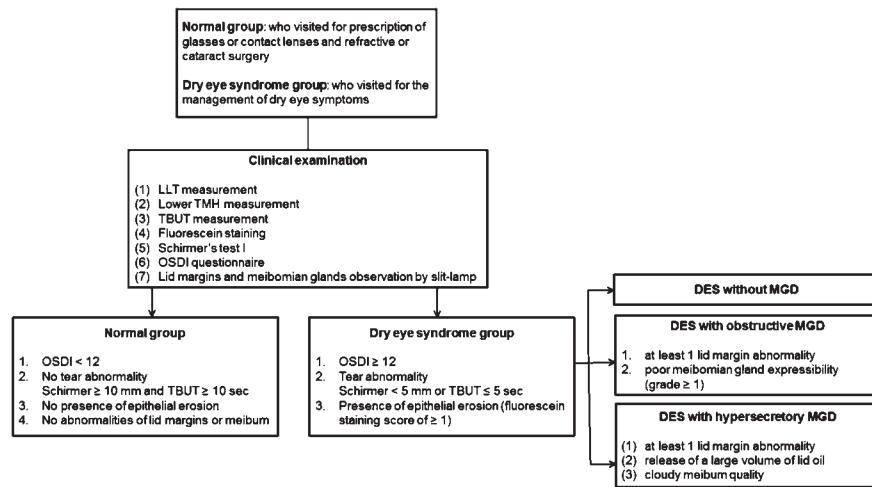 Normal group: who visited for prescription of
glasses or contact lenses and refractive or
cataract surgery
Dry eye syndrome group: who visited for the
management of dry eye symptoms
Clinical examination
(1) LLT measurement
(2) Lower TMH measurement
(3) TBUT measurement
(4) Fluorescein staining
(5) Schirmer's test I
(6) OSDI questionnaire
(7) Lid margins and meibomian glands observation by slit-lamp
Normal group
1. OSDI < 12
2. No tear abnormality
Schirmer ≥ 10 mm and TBUT ≥ 10 sec
3. No presence of epithelial erosion
4. No abnormalities of lid margins or meibum
Dry eye syndrome group
1. OSDI ≥ 12
2. Tear abnormality
Schirmer < 5 mm or TBUT ≤ 5 sec
3. Presence of epithelial erosion (fluorescein
staining score of ≥ 1)
DES without MGD
DES with obstructive MGD
1. at least 1 lid margin abnormality
2. poor meibomian gland expressibility
(grade ≥ 1)
DES with hypersecretory MGD
(1) at least 1 lid margin abnormality
(2) release of a large volume of lid oil
(3) cloudy meibum quality